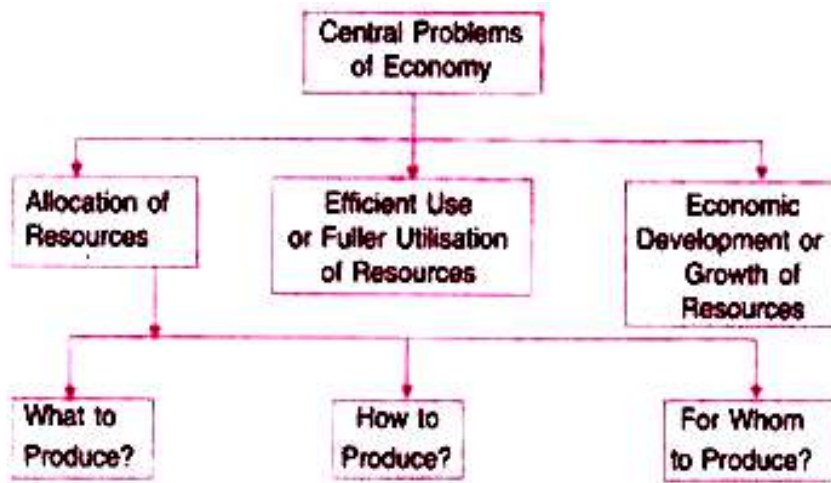 Central Problems
of Economy
Allocation of
Resources
Efficient Use
or Fuller Utilisation
of Resources
Economic
Development or
Growth of
Resources
What to
Produce?
How to
Produce?
For Whom
to Produce?